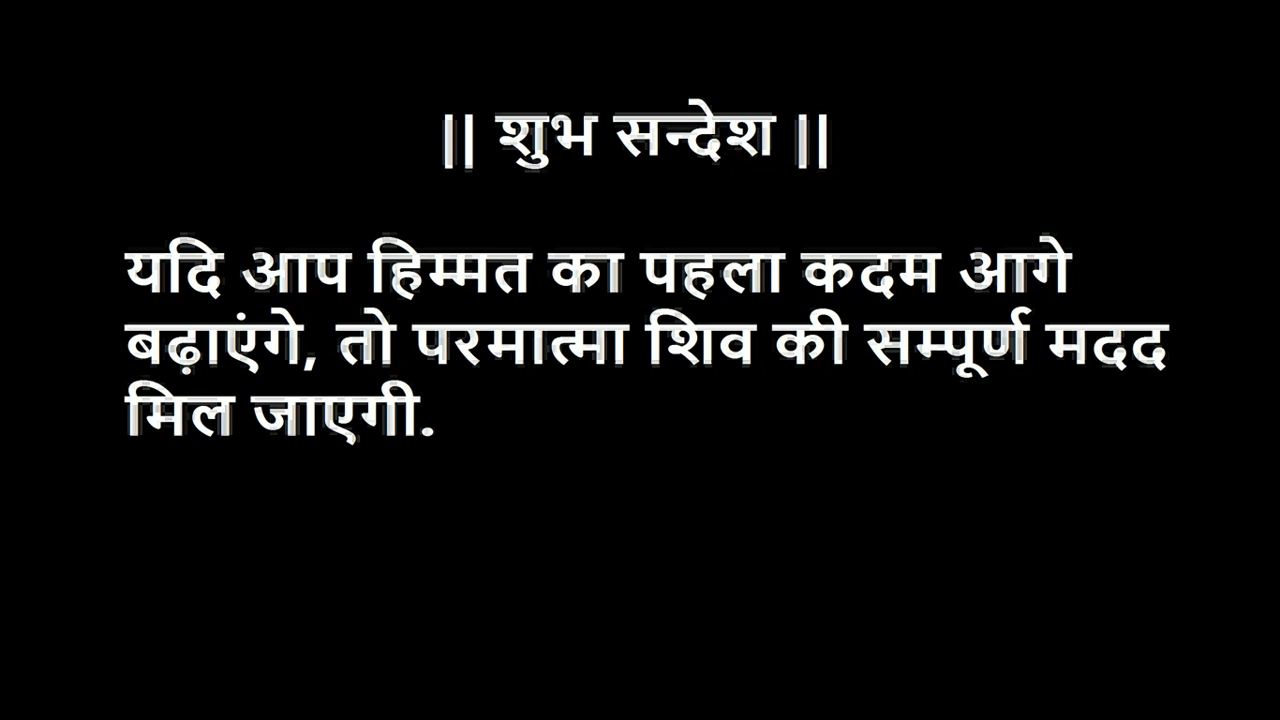 || शुभ सन्देश ||
यदि आप हिम्मत का पहला कदम आगे
बढ़ाएंगे, तो परमात्मा शिव की सम्पूर्ण मदद
मिल जाएगी.